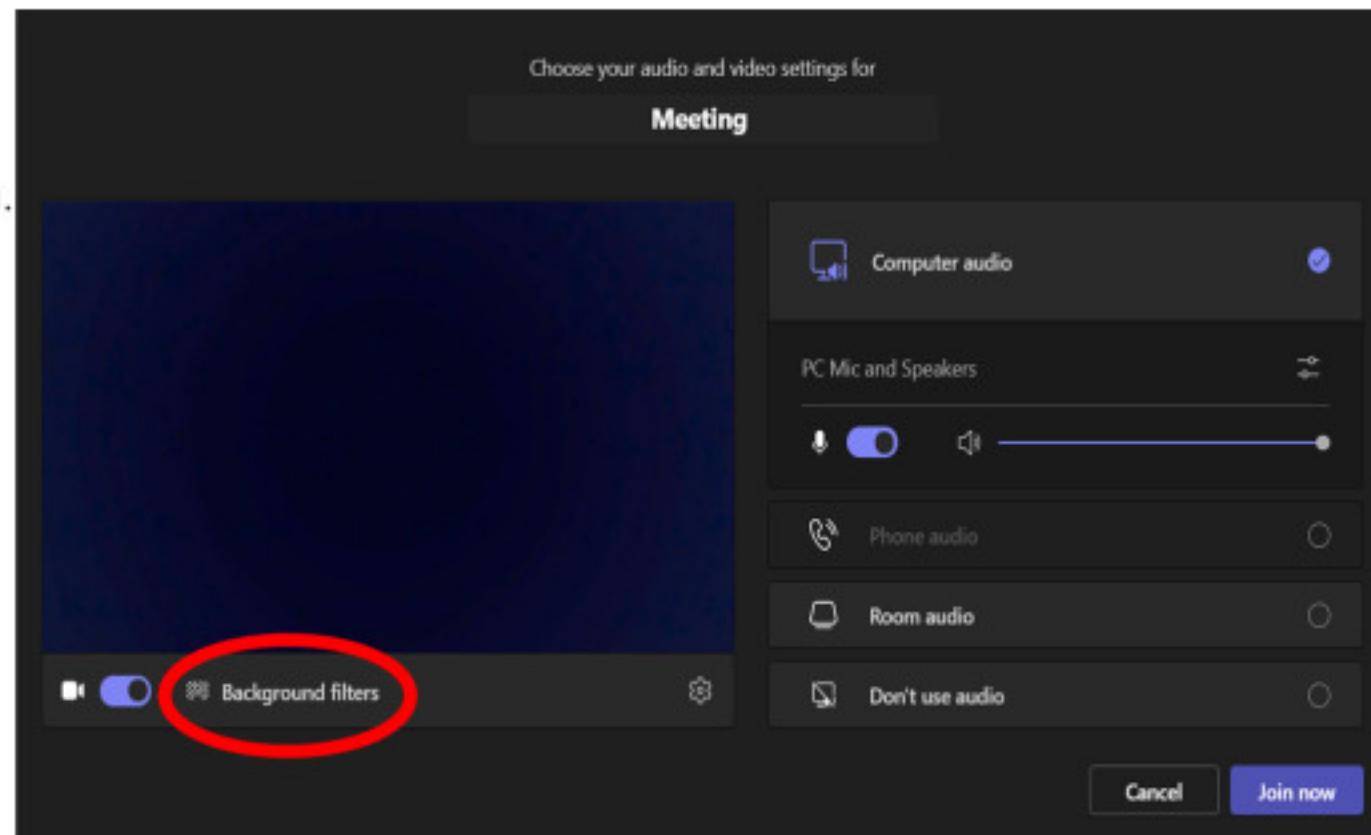 Choose your audio and video settings for
Meeting
Computer audio
PC Mic and Speakers
Phone audio
Room audio
Background filters
Don't use audio
Cancel
Join now